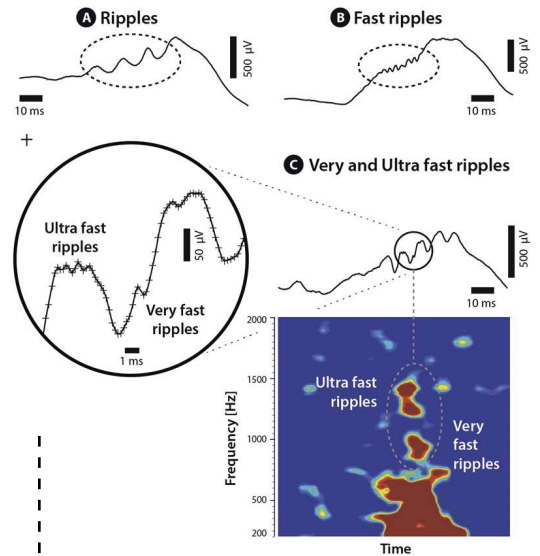 A Ripples
500 µV
10 ms
B Fast ripples
500 µV
10 ms
+
C Very and Ultra fast ripples
Ultra fast
ripples
50 µV
Very fast
ripples
1 ms
500 µV
10 ms
2000
1500
1000
500
200
Frequency [Hz]
Ultra fast
ripples
Very
fast
ripples
Time